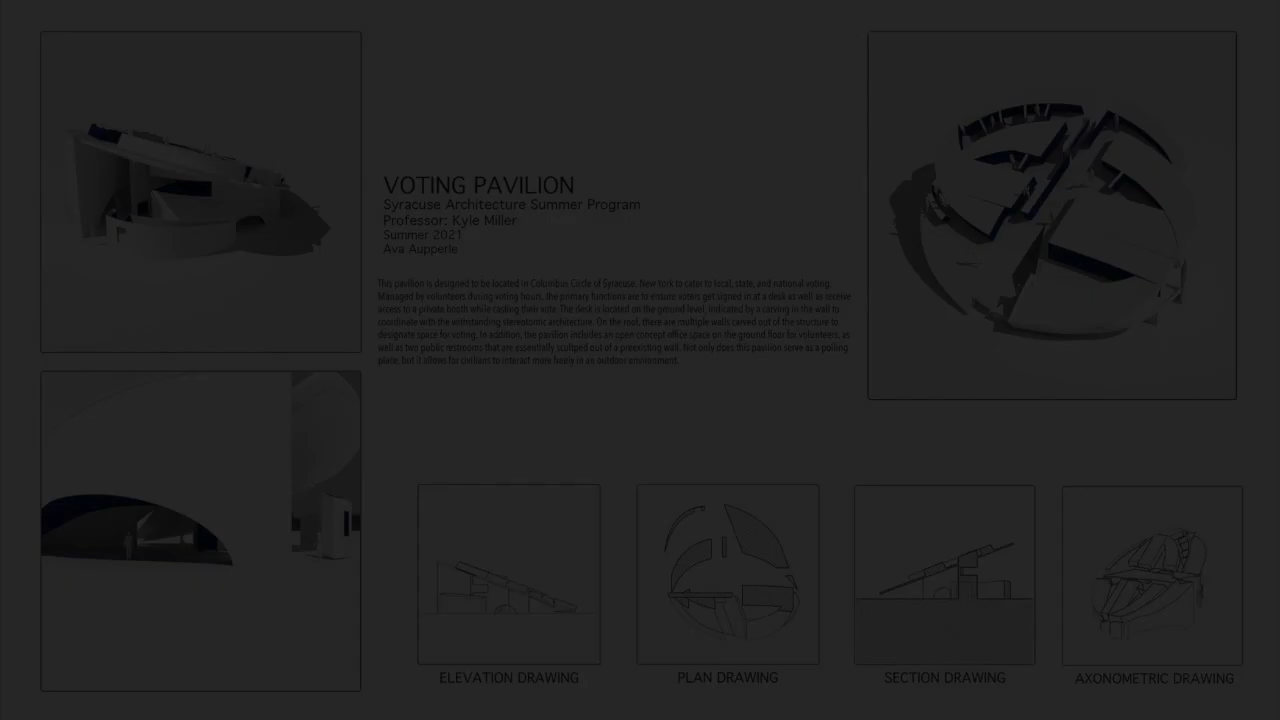 VOTING PAVILION
Syracuse Architecture Summer Program
Professor: Kyle Miller
Summer 2021
Ava Aupperle
This pavilion is designed to be located in Columbus Circle of Syracuse, New York to cater to local, state, and national voting.
Managed by volunteers during voting hours, the primary functions are to ensure voters get signed in at a desk as well as receive
access to a private booth while casting their vote. The desk is located on the ground level, indicated by a carving in the wall to
coordinate with the withstanding stereotomic architecture. On the roof, there are multiple walls carved out of the structure to
designate space for voting. In addition, the pavilion includes an open concept office space on the ground floor for volunteers, as
well as two public restrooms that are essentially sculpted out of a preexisting wall. Not only does this pavilion serve as a polling
place, but it allows for civilians to interact more freely in an outdoor environment.
ELEVATION DRAWING
PLAN DRAWING
SECTION DRAWING
AXONOMETRIC DRAWING